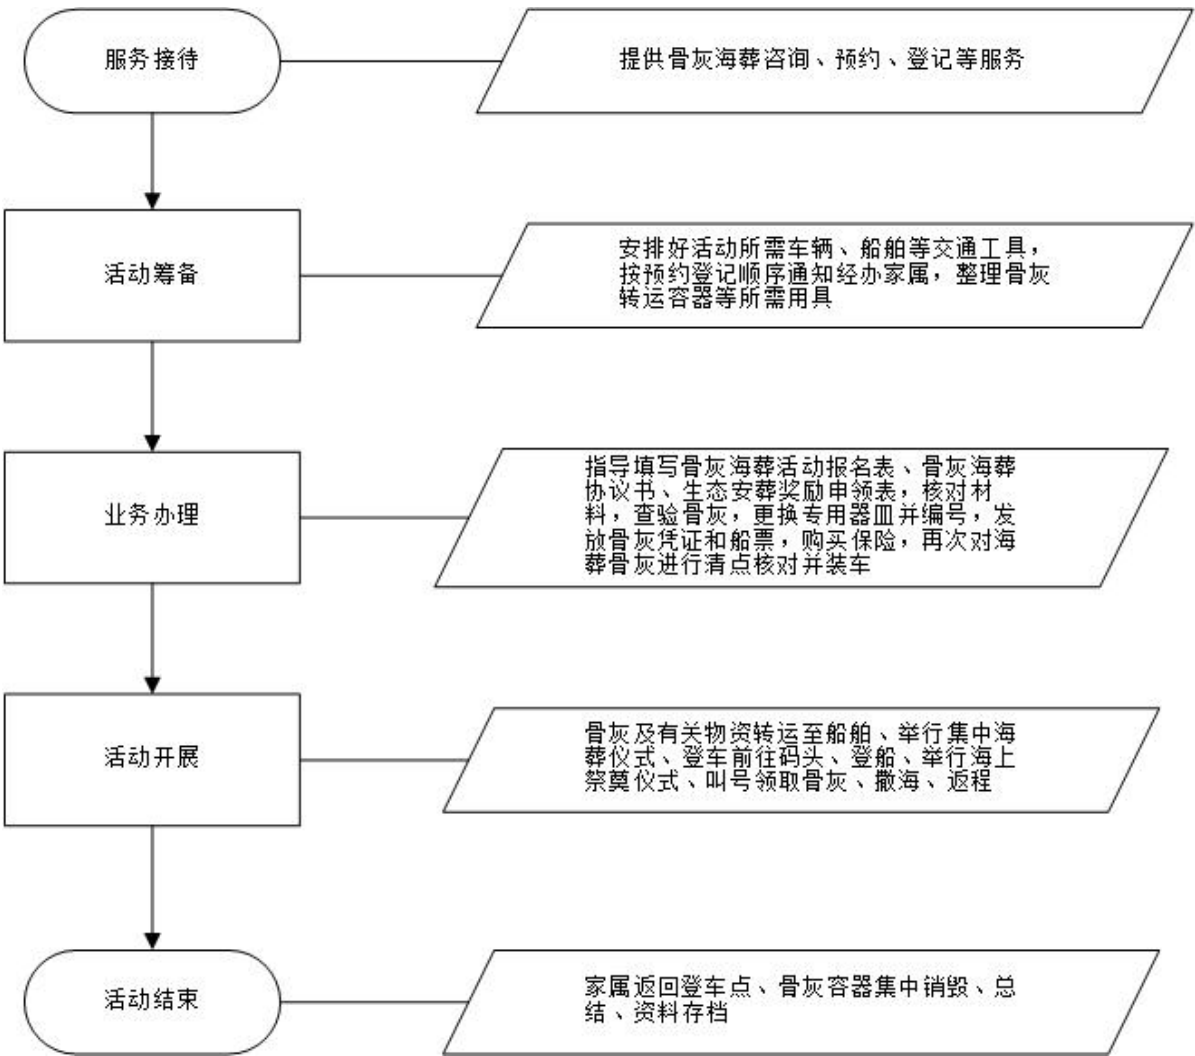 服务接待
提供骨灰海葬咨询、预约、登记等服务
活动筹备
安排好活动所需车辆、船舶等交通工具，
按预约登记顺序通知经办家属，整理骨灰
转运容器等所需用具
业务办理
指导填写骨灰海葬活动报名表、骨灰海葬
协议书、生态安葬奖励申领表，核对材
料，查验骨灰，更换专用器皿并编号，发
放骨灰凭证和船票，购买保险，再次对海
葬骨灰进行清点核对并装车
活动开展
骨灰及有关物资转运至船舶、举行集中海
葬仪式、登车前往码头、登船、举行海上
祭奠仪式、叫号领取骨灰、撒海、返程
活动结束
家属返回登车点、骨灰容器集中销毁、总
结、资料存档